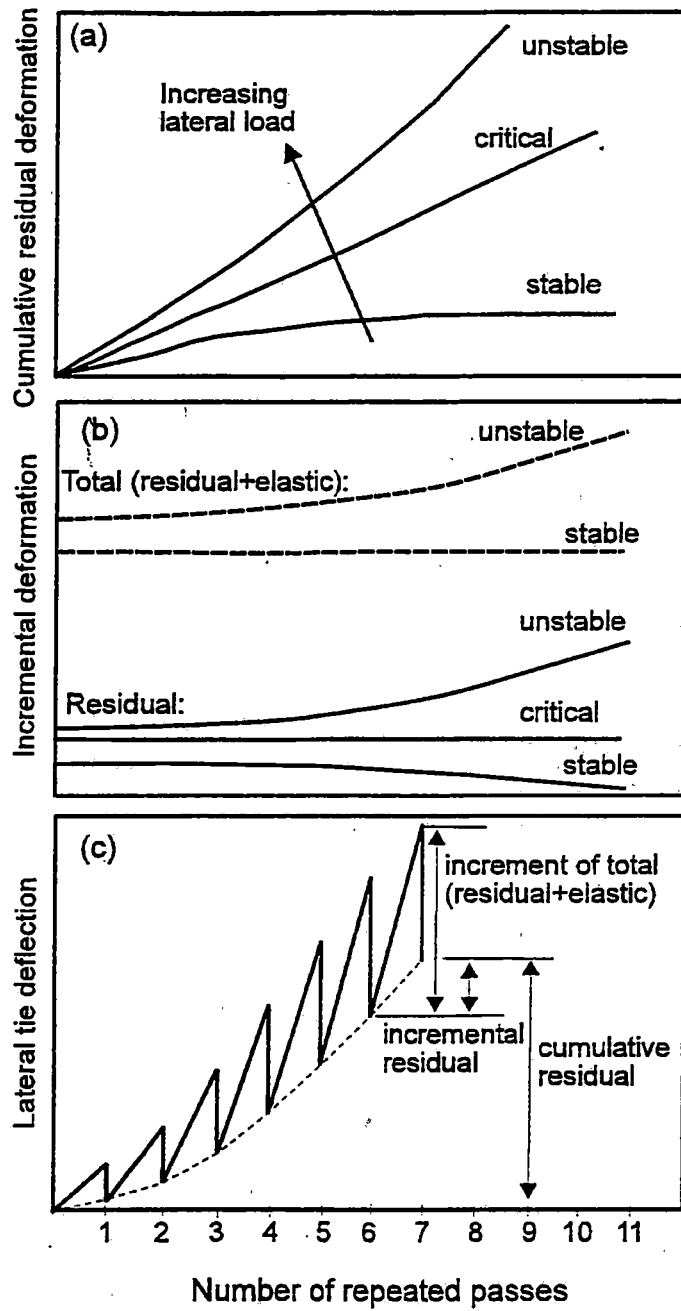 (a)
unstable
Increasing
lateral load
critical
stable
Cumulative residual deformation
(b)
unstable
Total (residual+elastic):
stable
unstable
Residual:
critical
stable
Incremental deformation
(c)
increment of total
(residual+elastic)
incremental
residual
cumulative
residual
Lateral tie deflection
1 2 3 4 5 6 7 8 9 10 11
Number of repeated passes